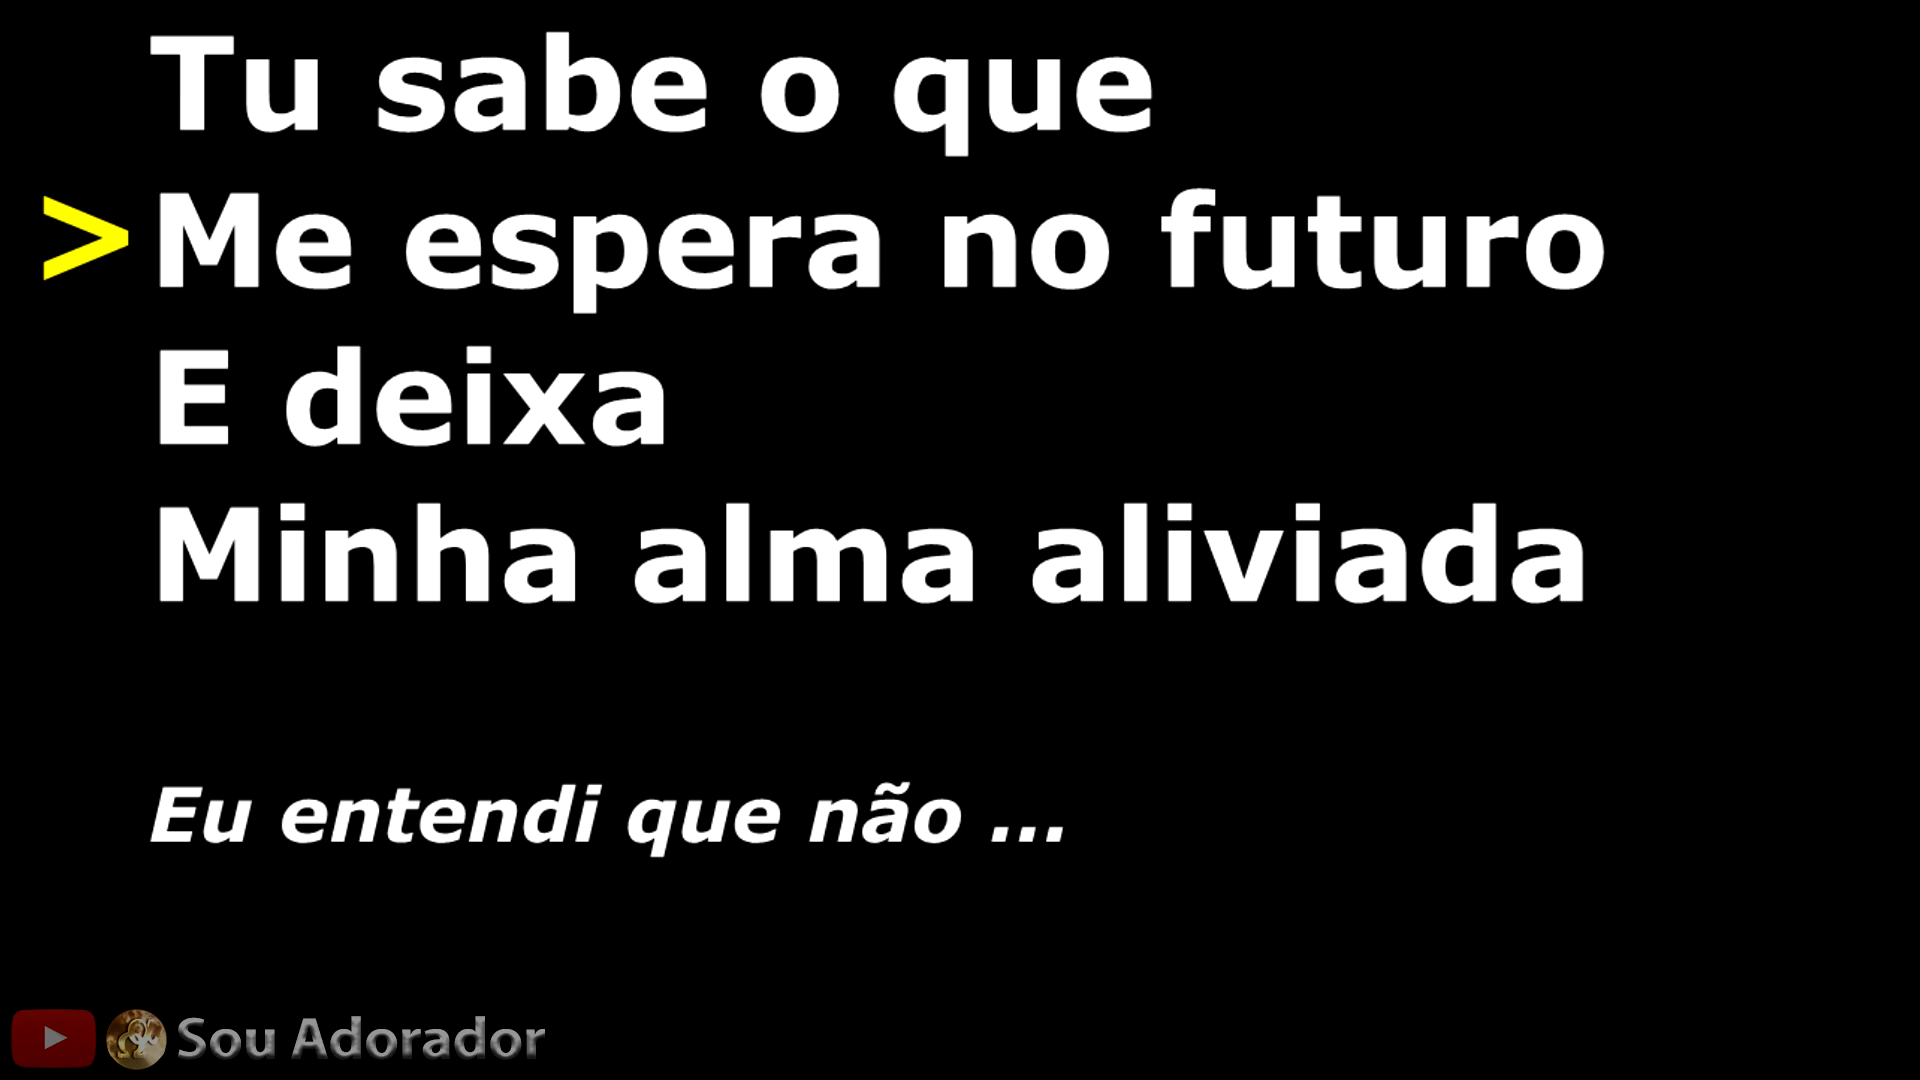 Tu sabe o que
> Me espera no futuro
E deixa
Minha alma aliviada
Eu entendi que não ...
Sou Adorador